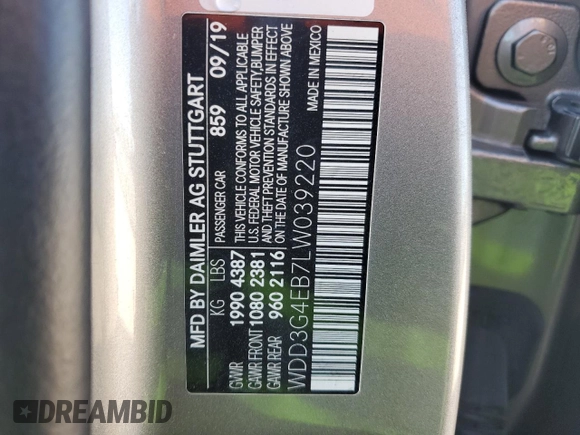 MFD BY DAIMLER AG STUTTGART
KG LBS PASSENGER CAR 859 09/19
GVWR 1990 4387 THIS VEHICLE CONFORMS TO ALL APPLICABLE
GAWR FRONT 1080 2381 U.S. FEDERAL MOTOR VEHICLE SAFETY, BUMPER
GAWR REAR 960 2116 AND THEFT PREVENTION STANDARDS IN EFFECT
ON THE DATE OF MANUFACTURE SHOWN ABOVE
MADE IN MEXICO
WDD3G4EB7LW039220
DREAMBID